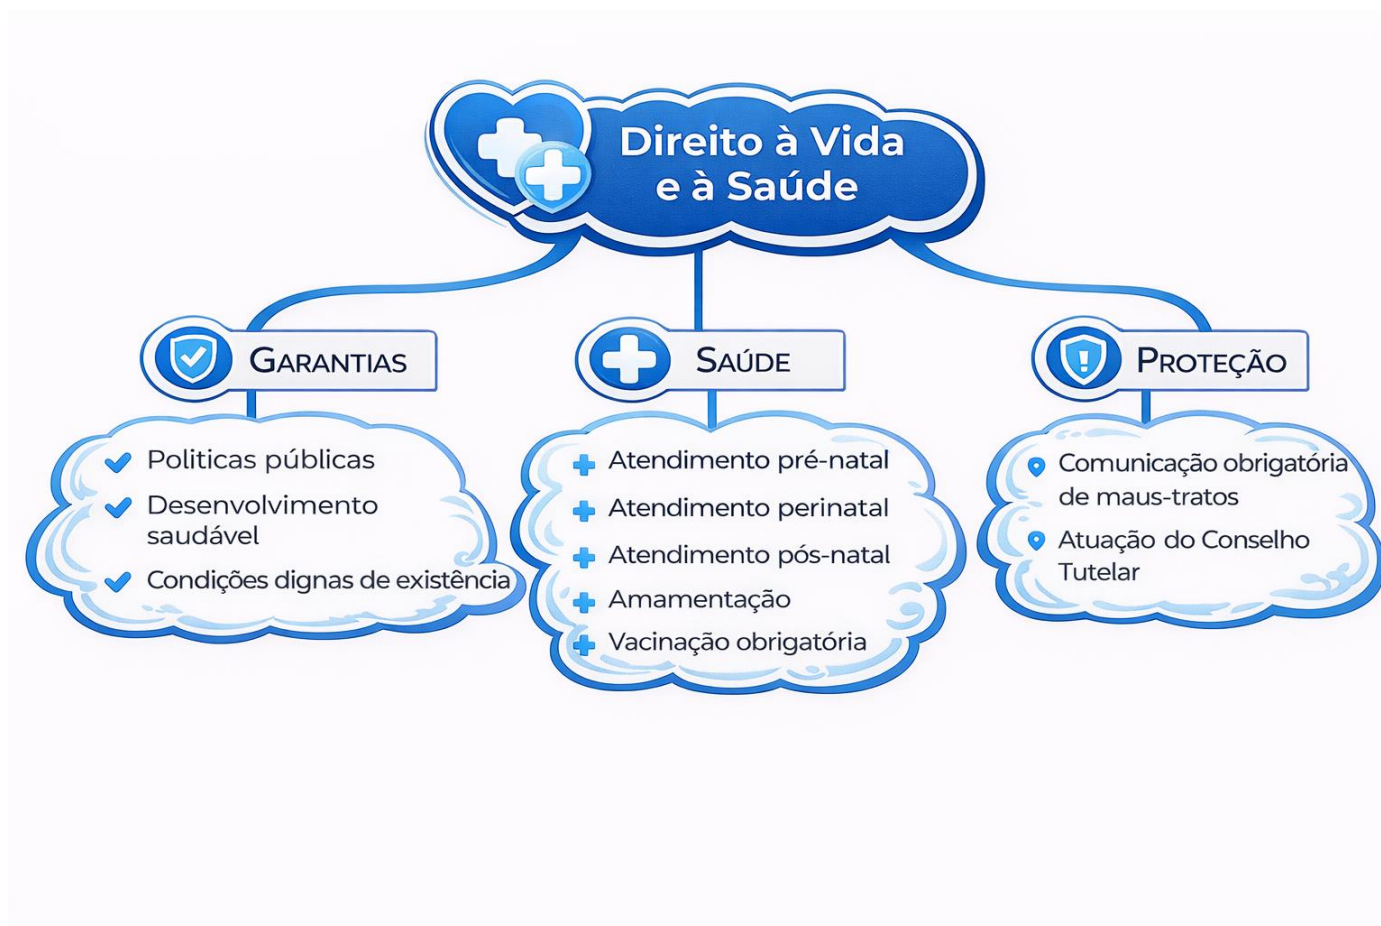 Direito à Vida
e à Saúde
GARANTIAS
Politicas públicas
Desenvolvimento
saudável
Condições dignas de existência
SAÚDE
Atendimento pré-natal
Atendimento perinatal
Atendimento pós-natal
Amamentação
Vacinação obrigatória
PROTEÇÃO
Comunicação obrigatória
de maus-tratos
Atuação do Conselho
Tutelar